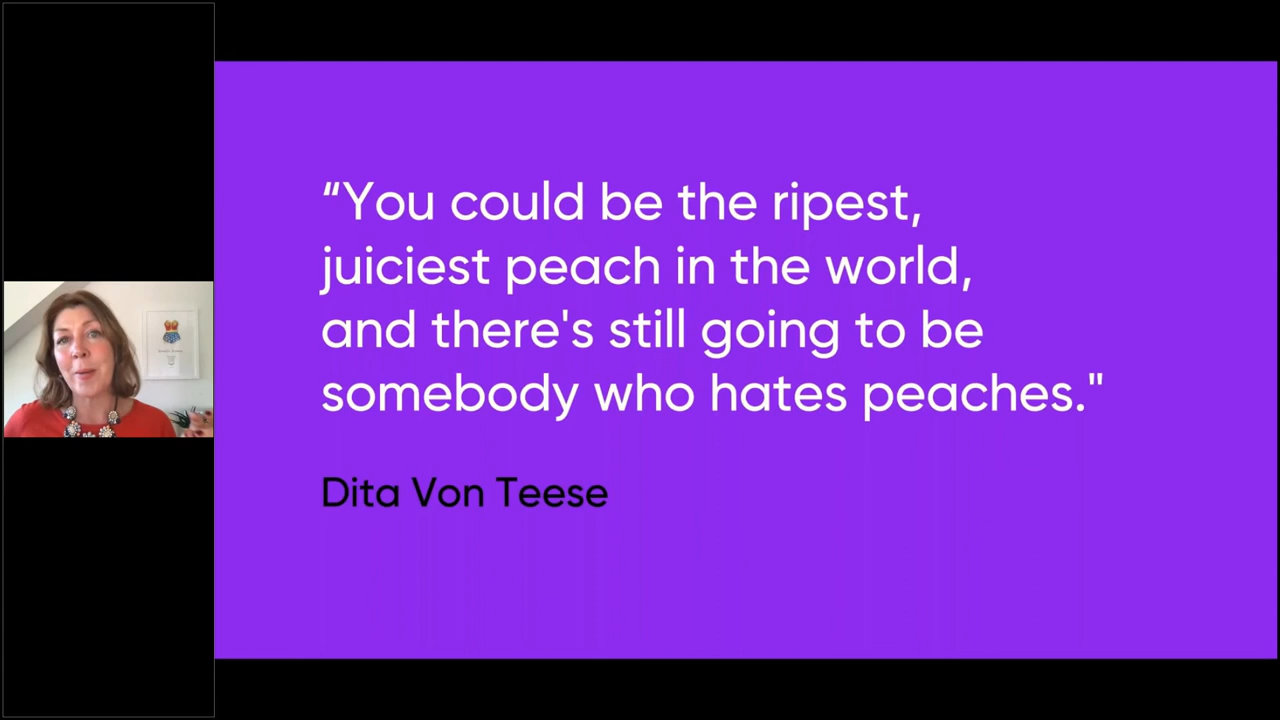 “You could be the ripest,
juiciest peach in the world,
and there's still going to be
somebody who hates peaches."
Dita Von Teese